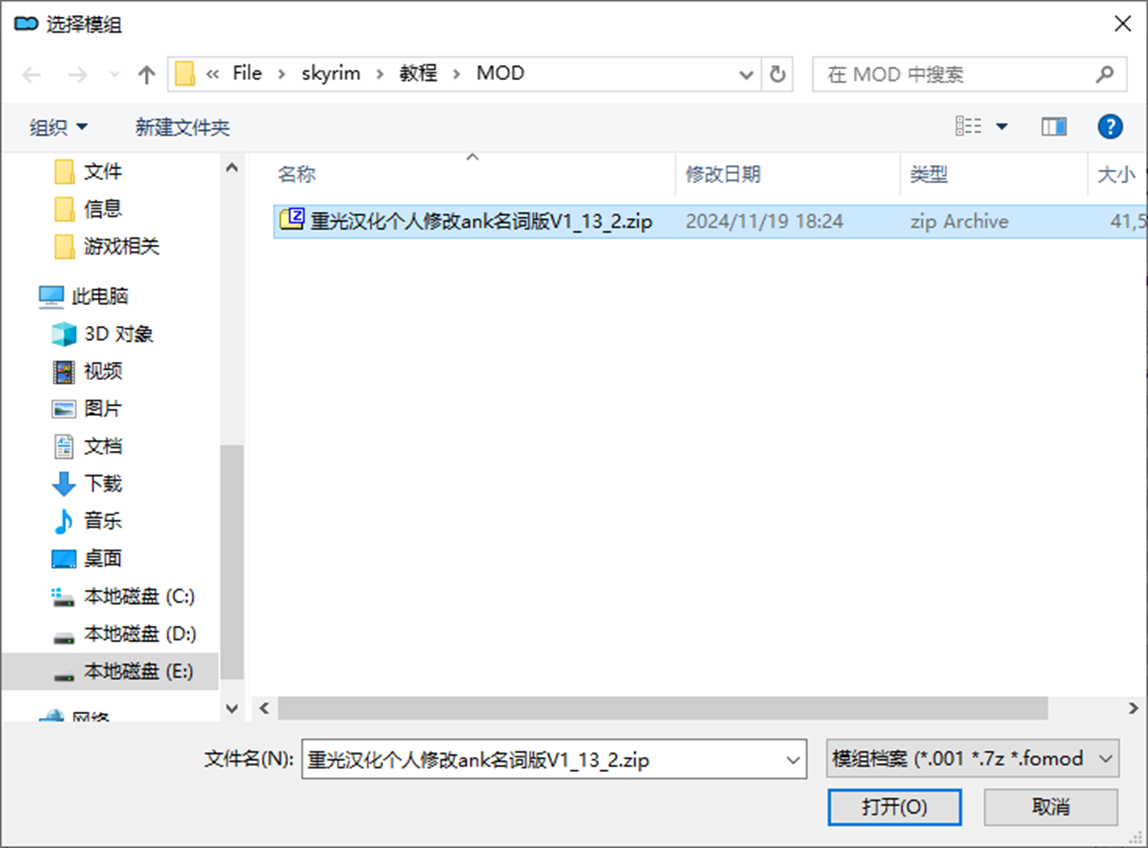 选择模组
« File › skyrim › 教程 › MOD
在 MOD 中搜索
组织
新建文件夹
文件
信息
游戏相关
此电脑
3D 对象
视频
图片
文档
下载
音乐
桌面
本地磁盘 (C:)
本地磁盘 (D:)
本地磁盘 (E:)
网络
名称 修改日期 类型 大小
重光汉化个人修改ank名词版V1_13_2.zip 2024/11/19 18:24 zip Archive 41,5
文件名(N): 重光汉化个人修改ank名词版V1_13_2.zip 模组档案 (*.001 *.7z *.fomod
打开(O) 取消